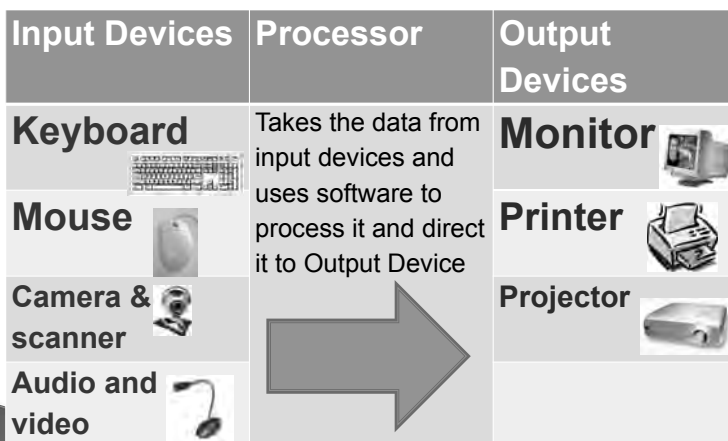 Input Devices
Processor
Output
Devices
Keyboard
Takes the data from
input devices and
uses software to
process it and direct
it to Output Device
Monitor
Mouse
Printer
Camera &
scanner
Projector
Audio and
video